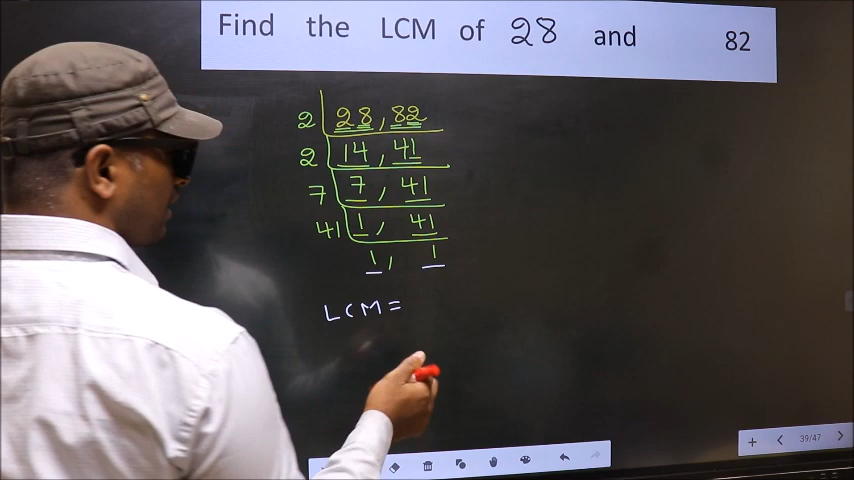 Find the LCM of 28 and 82
2 28, 82
2 14, 41
7 7, 41
41 1, 41
1, 1
LCM =
39/47